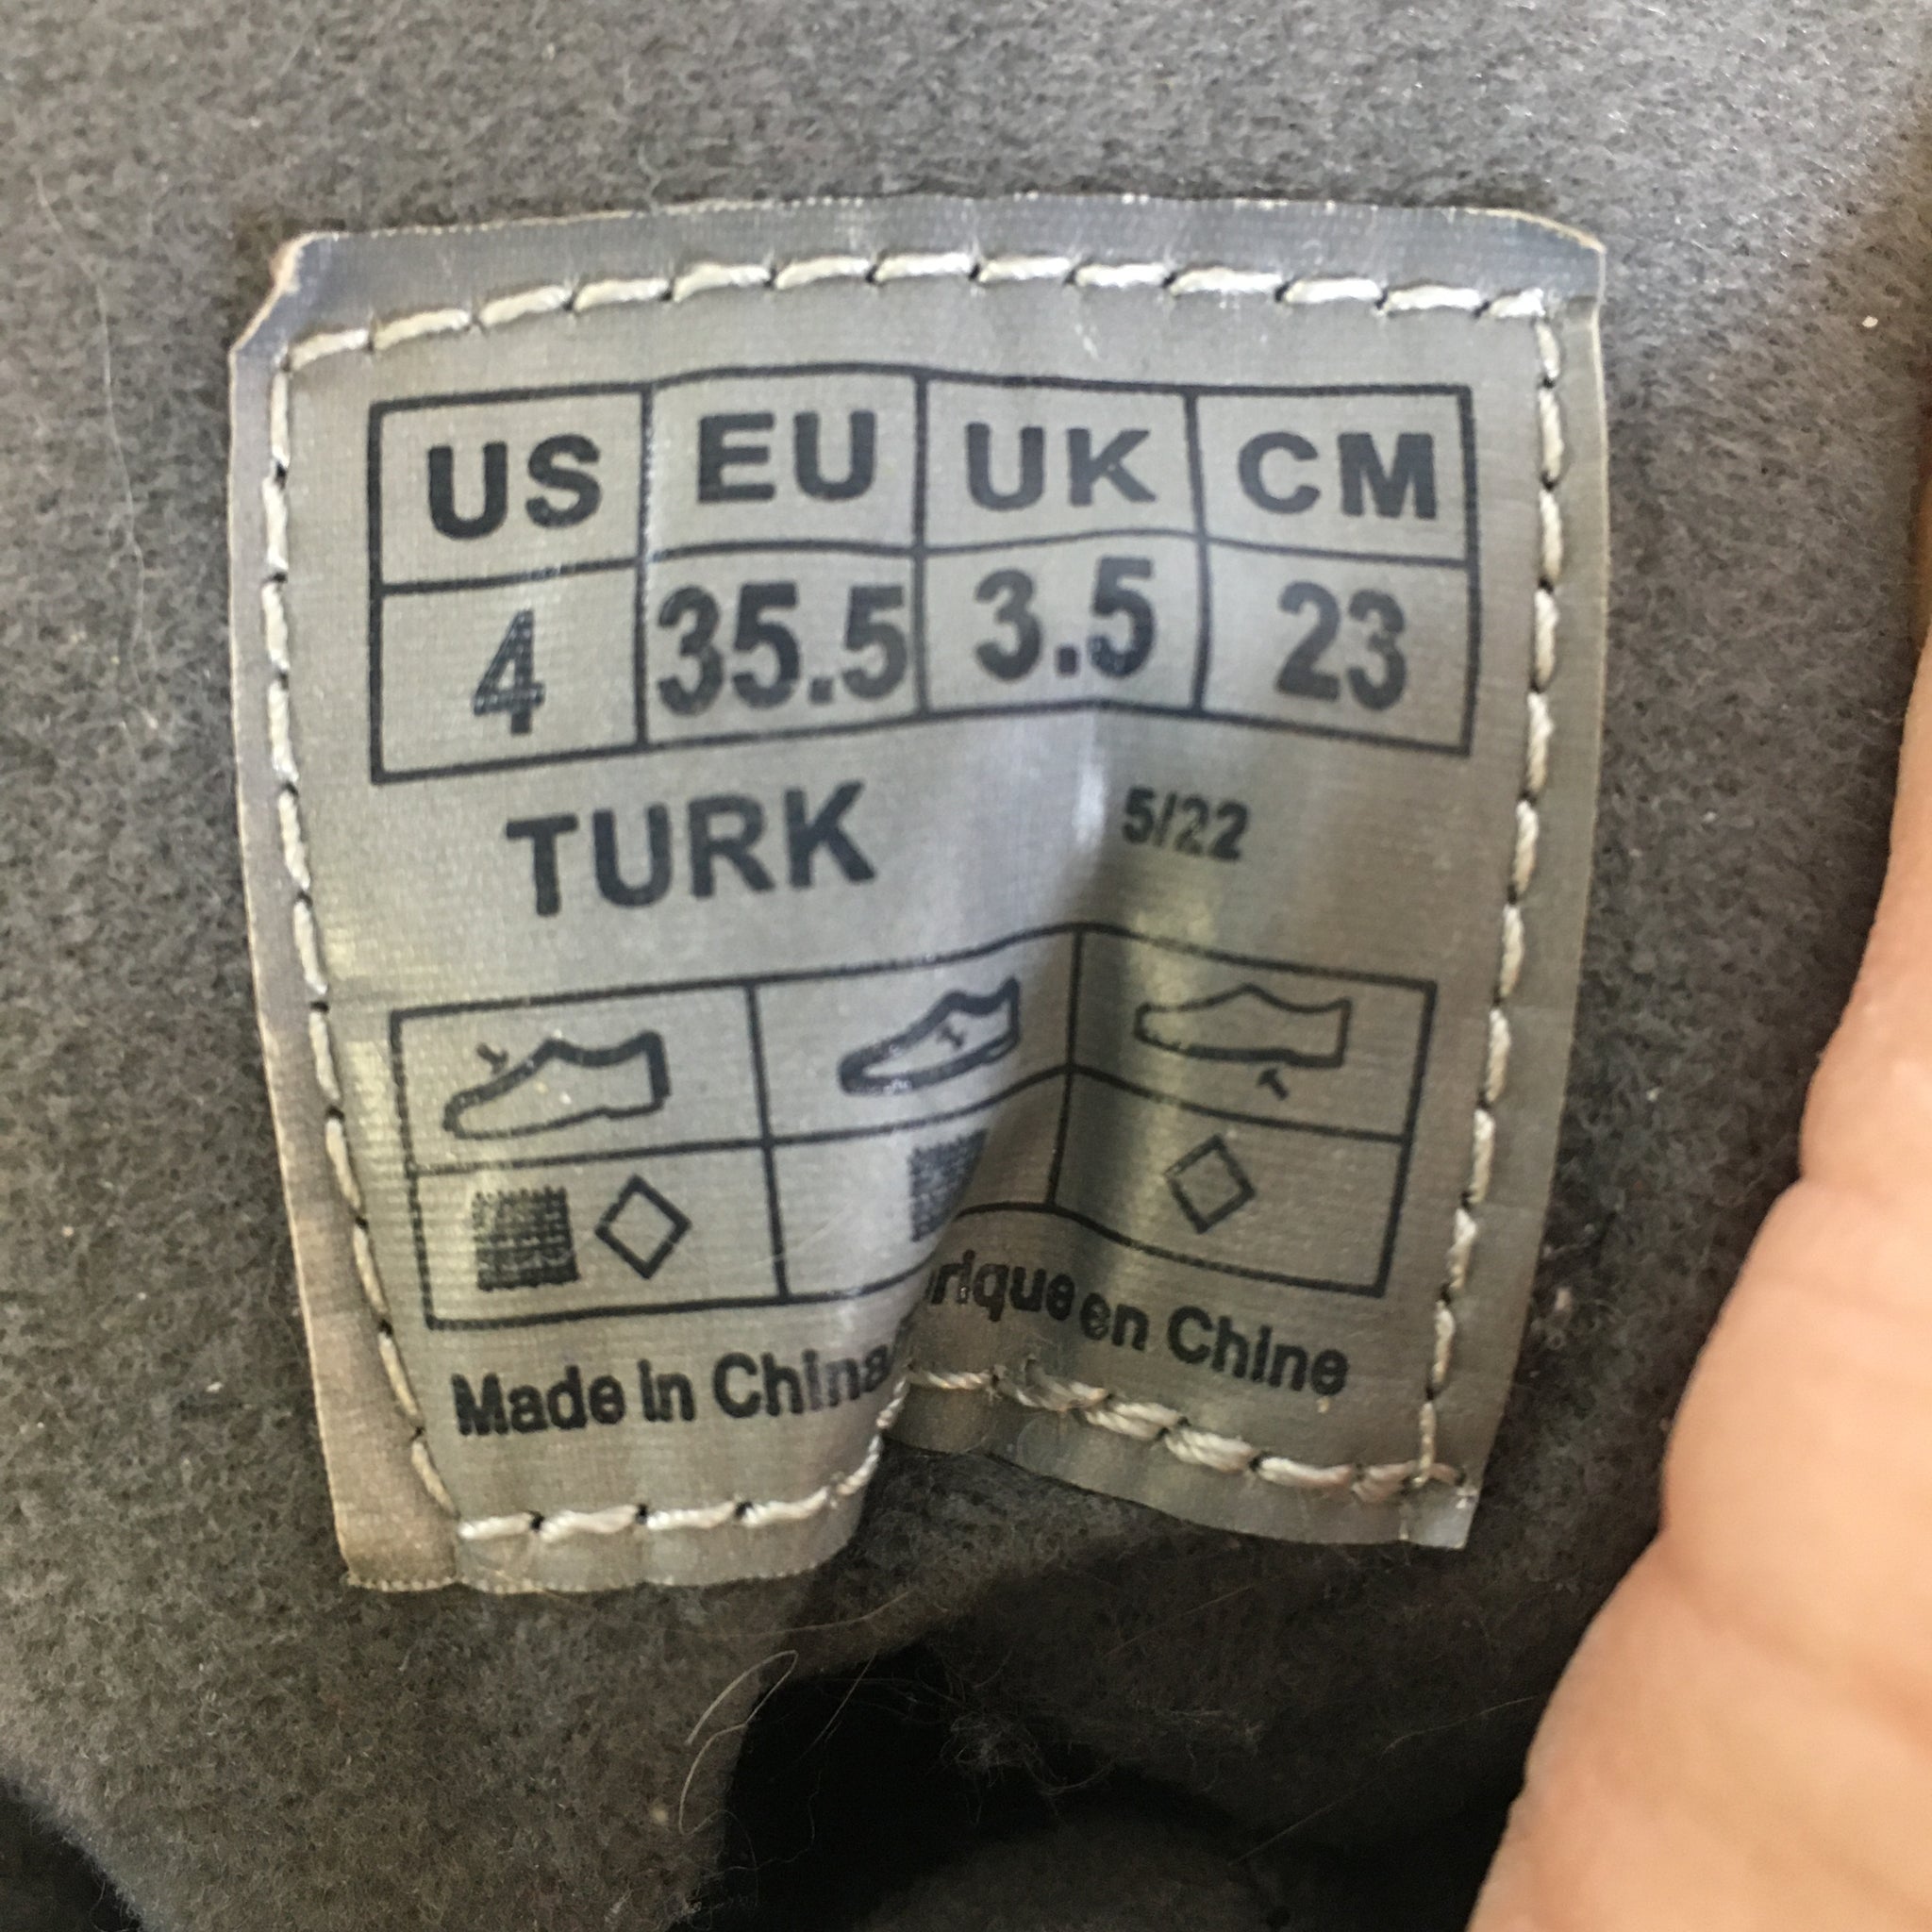 US EU UK CM
4 35.5 3.5 23
TURK 5/22
Made in China en Chine